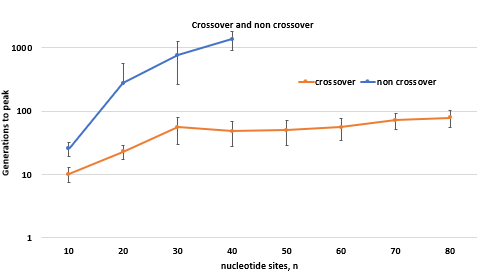 Crossover and non crossover
1000
crossover non crossover
100
Generations to peak
10
1
10 20 30 40 50 60 70 80
nucleotide sites, n